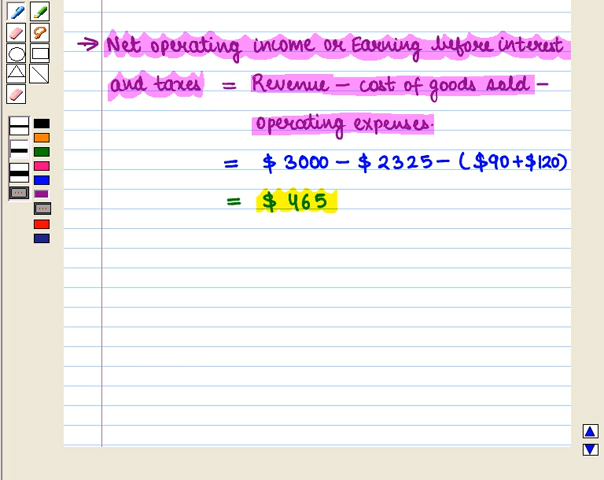 → Net operating income or Earning before interest
and taxes = Revenue - cost of goods sold -
operating expenses.
= $ 3000 - $ 2325 - ($90+$120)
= $ 465